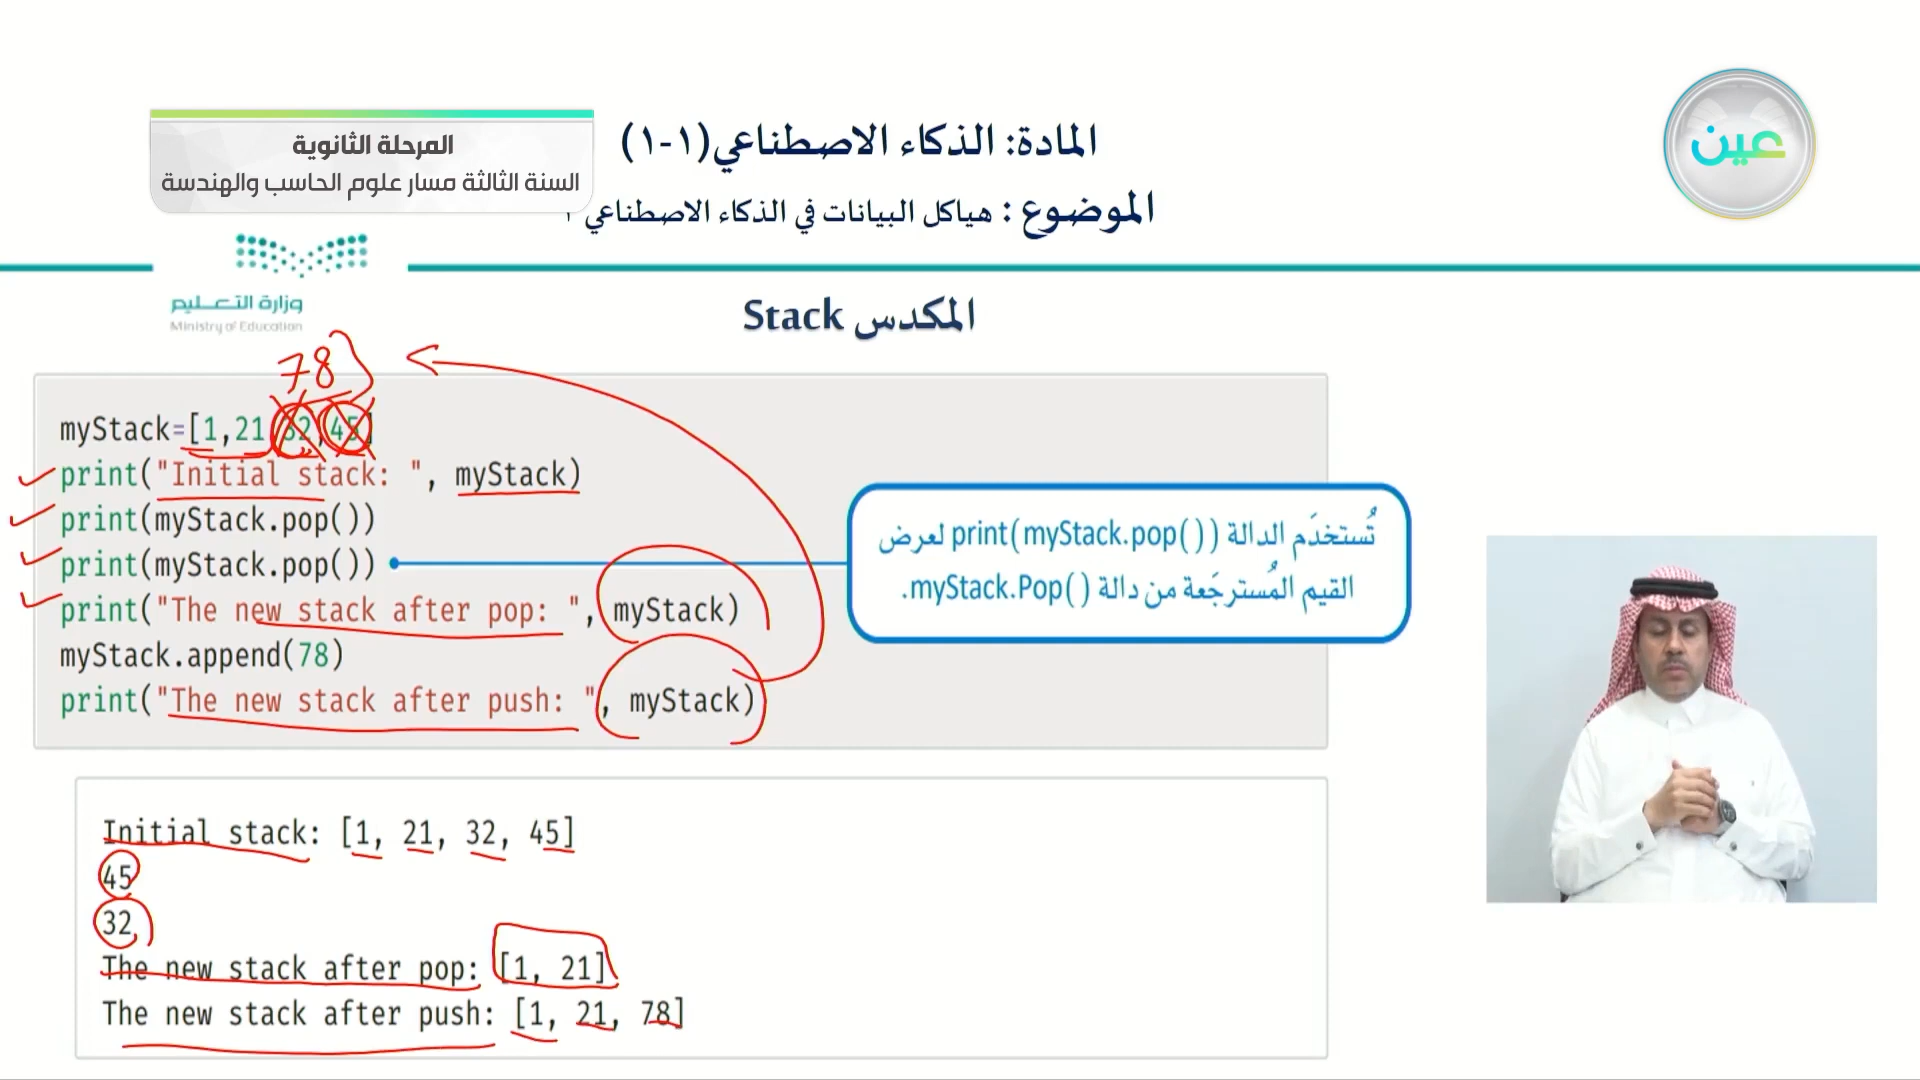 المرحلة الثانوية
السنة الثالثة مسار علوم الحاسب والهندسة
المادة: الذكاء الاصطناعي(١-١)
الموضوع : هياكل البيانات في الذكاء الاصطناعي
عين
وزارة التعليم
Ministry of Education
المكدس Stack
78
myStack=[1,21,32,45]
print("Initial stack: ", myStack)
print(myStack.pop())
print(myStack.pop())
print("The new stack after pop: ", myStack)
myStack.append(78)
print("The new stack after push: ", myStack)
تُستخدَم الدالة print(myStack.pop()) لعرض
القيم المُسترجَعة من دالة myStack.Pop().
Initial stack: [1, 21, 32, 45]
45
32
The new stack after pop: [1, 21]
The new stack after push: [1, 21, 78]